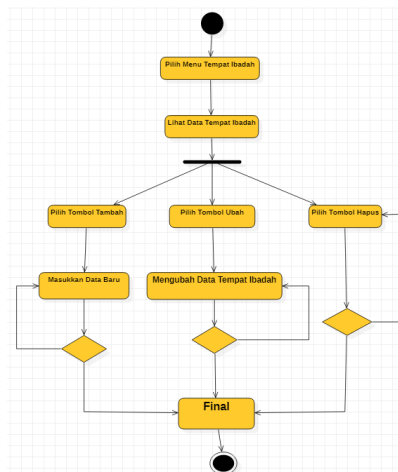 Pilih Menu Tempat Ibadah
Lihat Data Tempat Ibadah
Pilih Tombol Tambah
Pilih Tombol Ubah
Pilih Tombol Hapus
Masukkan Data Baru
Mengubah Data Tempat Ibadah
Final